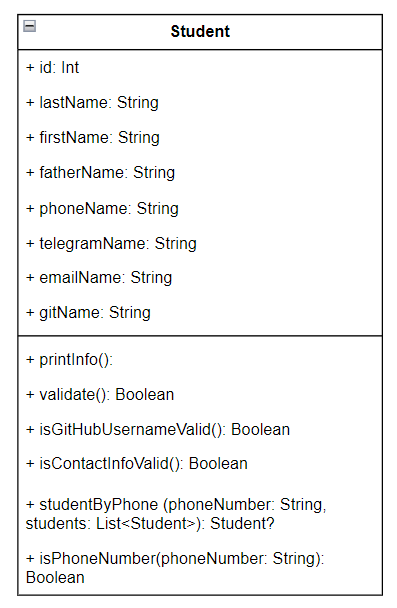 Student
+ id: Int
+ lastName: String
+ firstName: String
+ fatherName: String
+ phoneName: String
+ telegramName: String
+ emailName: String
+ gitName: String
+ printInfo():
+ validate(): Boolean
+ isGitHubUsernameValid(): Boolean
+ isContactInfoValid(): Boolean
+ studentByPhone (phoneNumber: String,
students: List<Student>): Student?
+ isPhoneNumber(phoneNumber: String):
Boolean